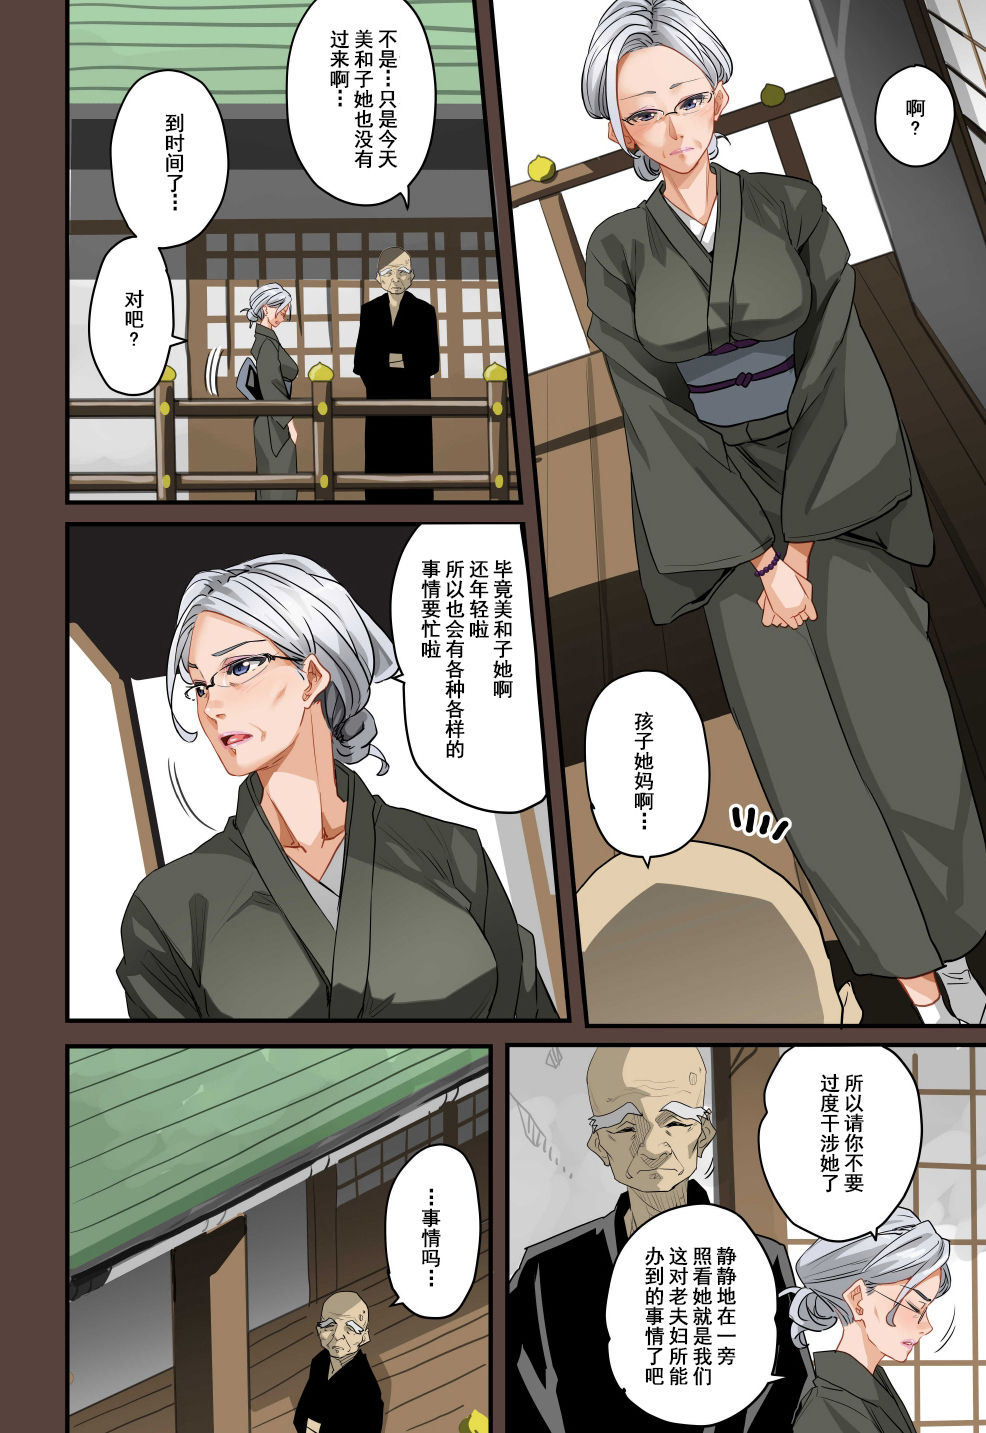 啊？
孩子她妈啊…
不是…只是今天
美和子她也没有
过来啊…
到时间了…
对吧？
毕竟美和子她啊
还年轻啦
所以也会有各种各样的
事情要忙啦
所以请你不要
过度干涉她了
静静地在一旁
照看她就是我们
这对老夫妇所能
办到的事情了吧
…事情吗…